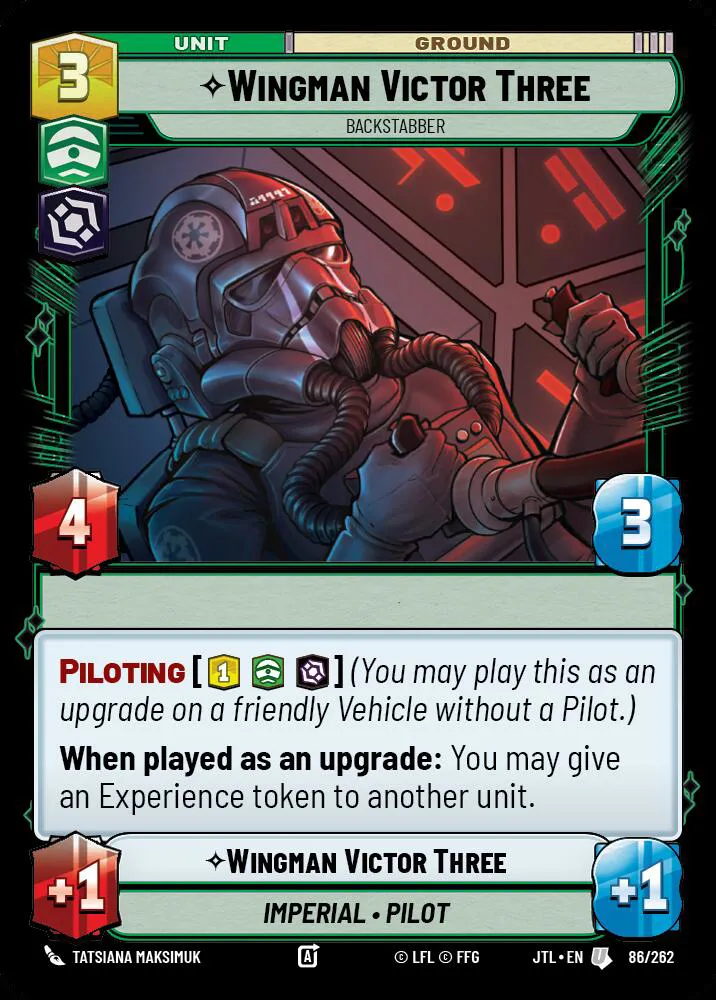 UNIT
GROUND
3
✧WINGMAN VICTOR THREE
BACKSTABBER
4
3
PILOTING [1] (You may play this as an
upgrade on a friendly Vehicle without a Pilot.)
When played as an upgrade: You may give
an Experience token to another unit.
+1
✧WINGMAN VICTOR THREE
+1
IMPERIAL • PILOT
TATSIANA MAKSIMUK
A
© LFL © FFG
JTL • EN
U
86/262